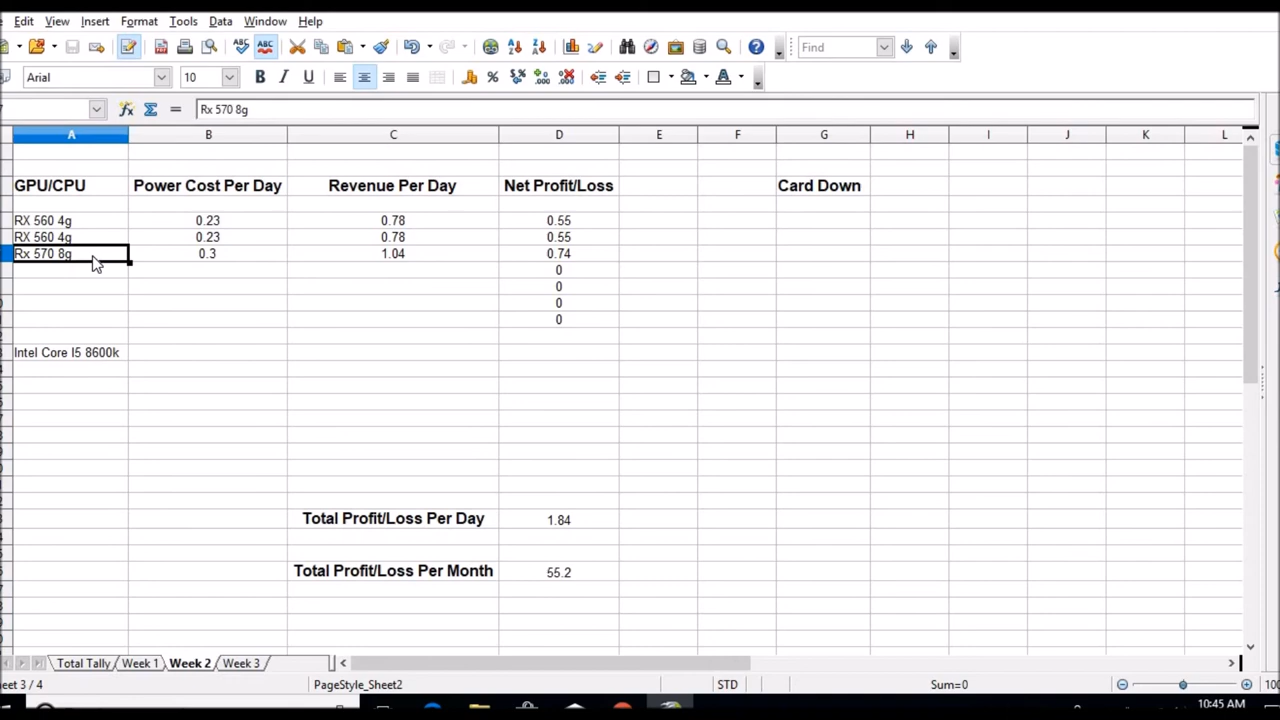 Edit View Insert Format Tools Data Window Help
Find
Arial 10 B I U
Rx 570 8g
A B C D E F G H I J K L
GPU/CPU Power Cost Per Day Revenue Per Day Net Profit/Loss Card Down
RX 560 4g 0.23 0.78 0.55
RX 560 4g 0.23 0.78 0.55
Rx 570 8g 0.3 1.04 0.74
0
0
0
0
Intel Core I5 8600k
Total Profit/Loss Per Day 1.84
Total Profit/Loss Per Month 55.2
Total Tally Week 1 Week 2 Week 3
eet 3 / 4 PageStyle_Sheet2 STD Sum=0 100
10:45 AM